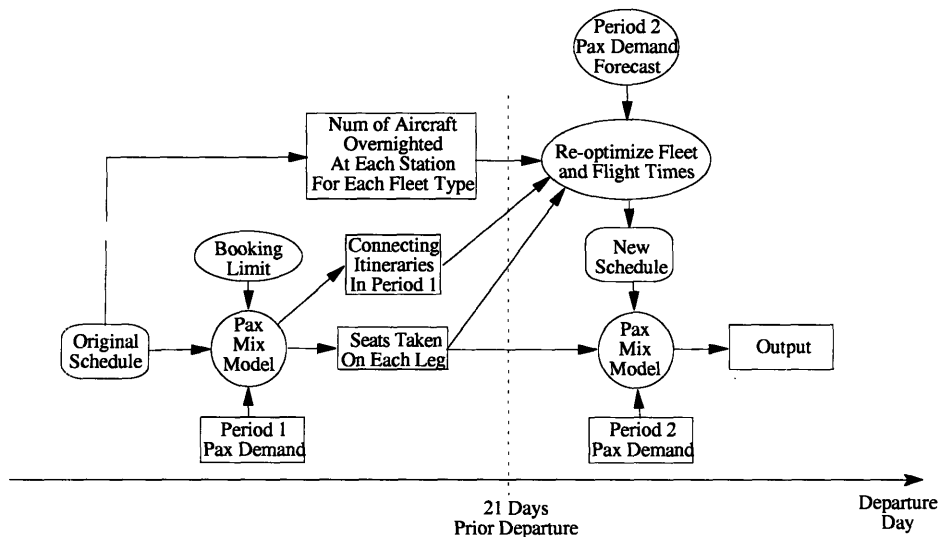 Period 2
Pax Demand
Forecast
Num of Aircraft
Overnighted
At Each Station
For Each Fleet Type
Re-optimize Fleet
and Flight Times
Booking
Limit
Connecting
Itineraries
In Period 1
New
Schedule
Original
Schedule
Pax
Mix
Model
Seats Taken
On Each Leg
Pax
Mix
Model
Output
Period 1
Pax Demand
Period 2
Pax Demand
21 Days
Prior Departure
Departure
Day